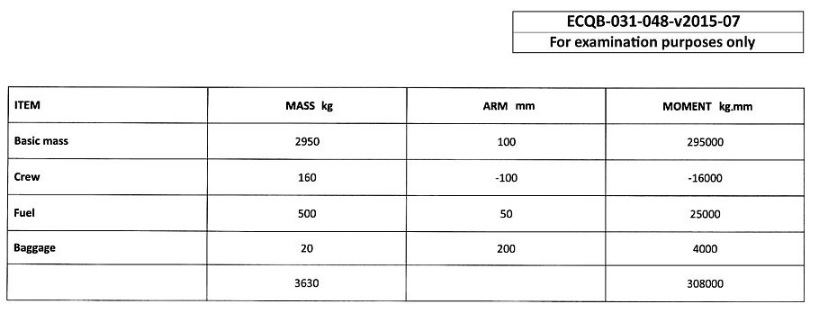 ECQB-031-048-v2015-07
For examination purposes only
ITEM MASS kg ARM mm MOMENT kg.mm
Basic mass 2950 100 295000
Crew 160 -100 -16000
Fuel 500 50 25000
Baggage 20 200 4000
3630 308000